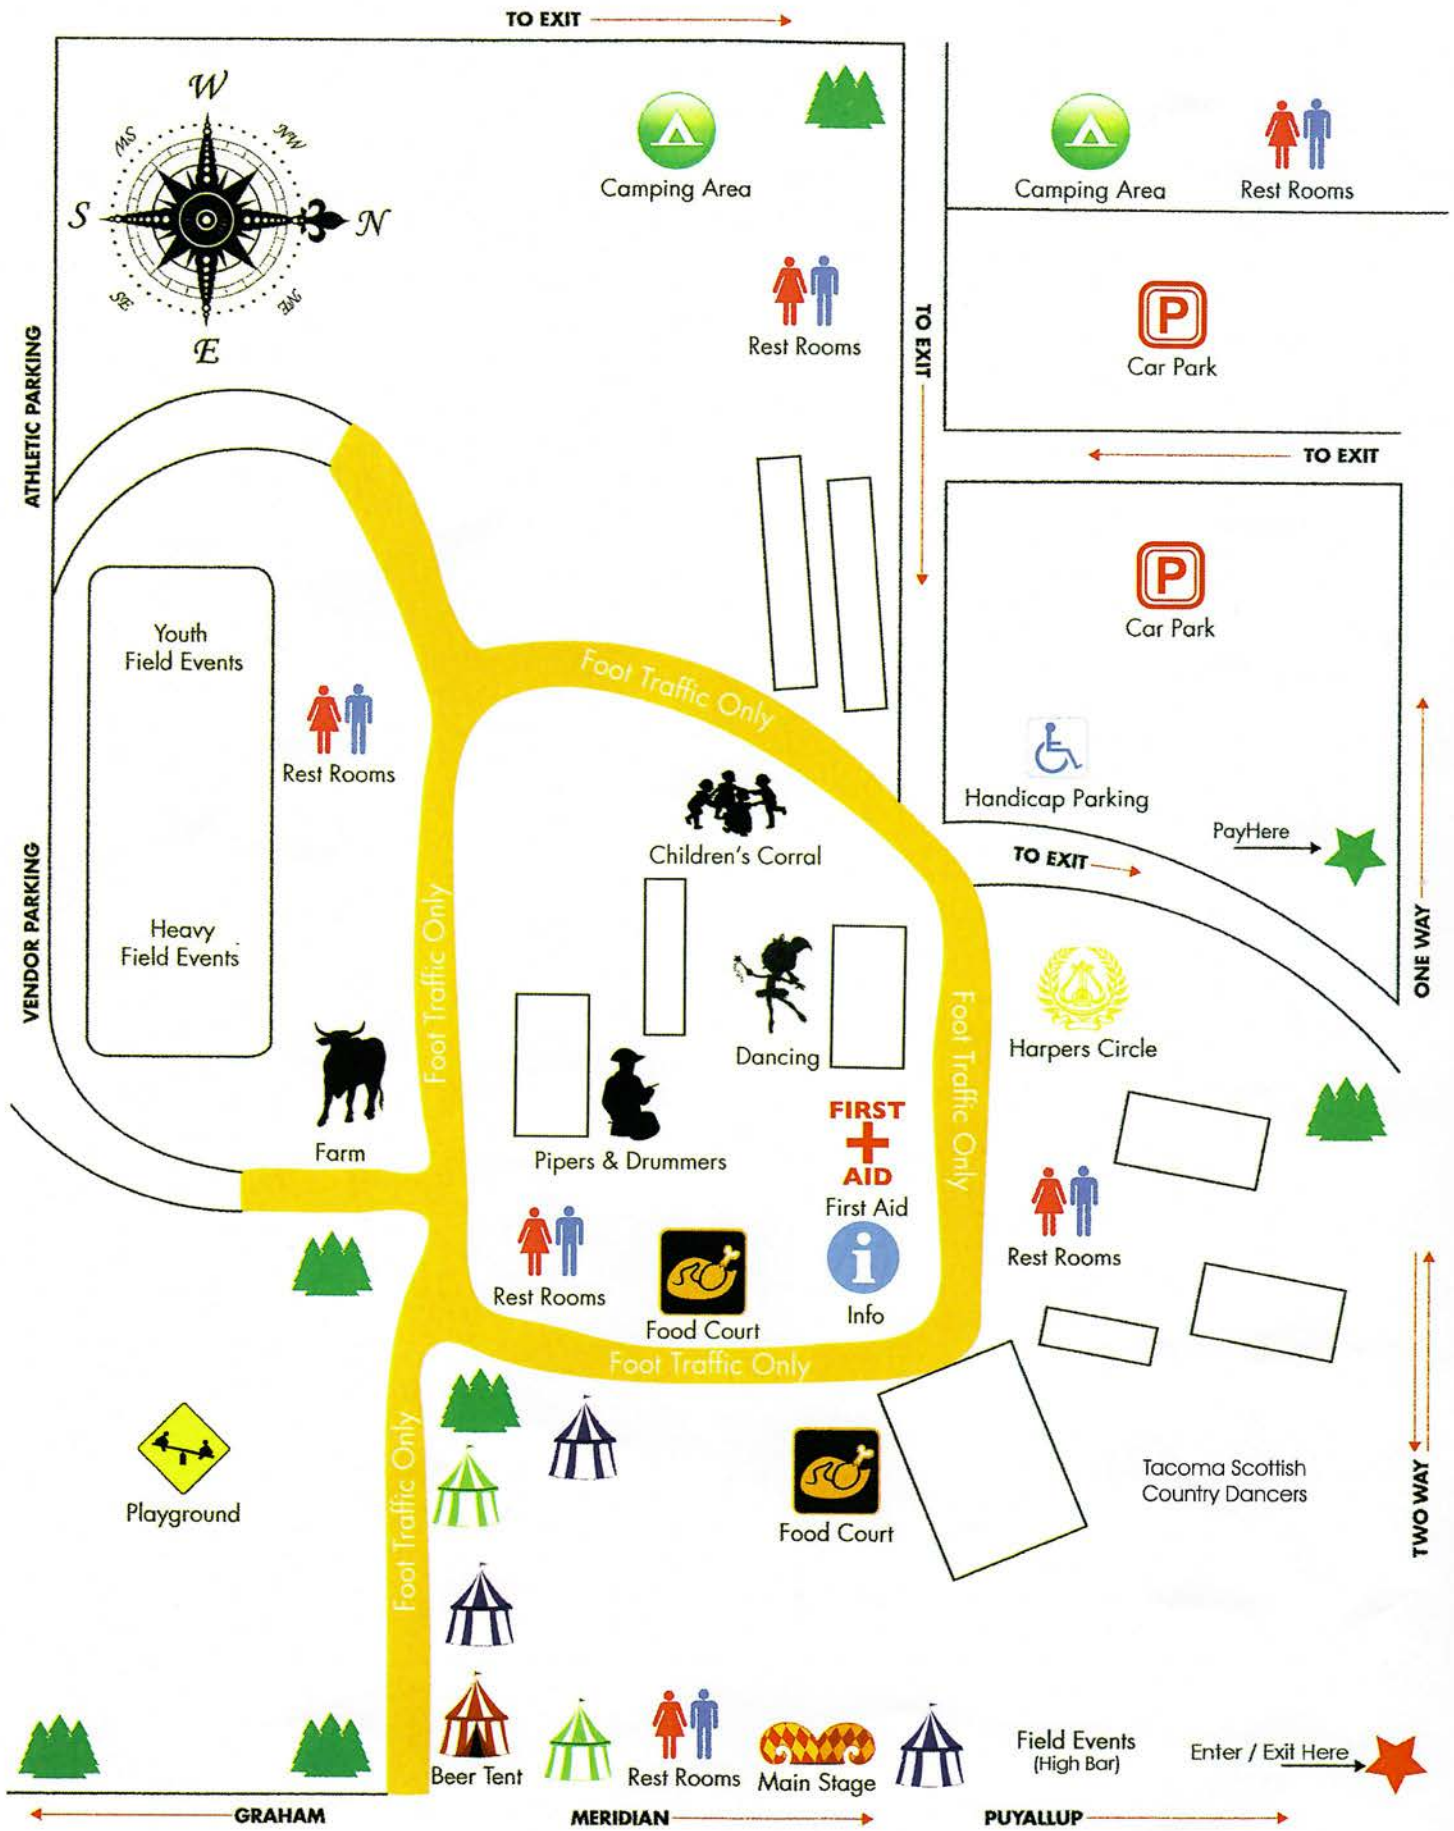 TO EXIT
W
MS
NW
S
N
SE
NE
E
Camping Area
Camping Area
Rest Rooms
Rest Rooms
TO EXIT
Car Park
ATHLETIC PARKING
TO EXIT
Youth
Field Events
Foot Traffic Only
Car Park
Rest Rooms
Handicap Parking
PayHere
Children's Corral
TO EXIT
VENDOR PARKING
Foot Traffic Only
ONE WAY
Heavy
Field Events
Dancing
Foot Traffic Only
Harpers Circle
Farm
Pipers & Drummers
FIRST
AID
First Aid
Rest Rooms
Rest Rooms
Food Court
Info
Foot Traffic Only
Playground
Foot Traffic Only
Food Court
Tacoma Scottish
Country Dancers
TWO WAY
Beer Tent
Rest Rooms
Main Stage
Field Events
(High Bar)
Enter / Exit Here
GRAHAM
MERIDIAN
PUYALLUP